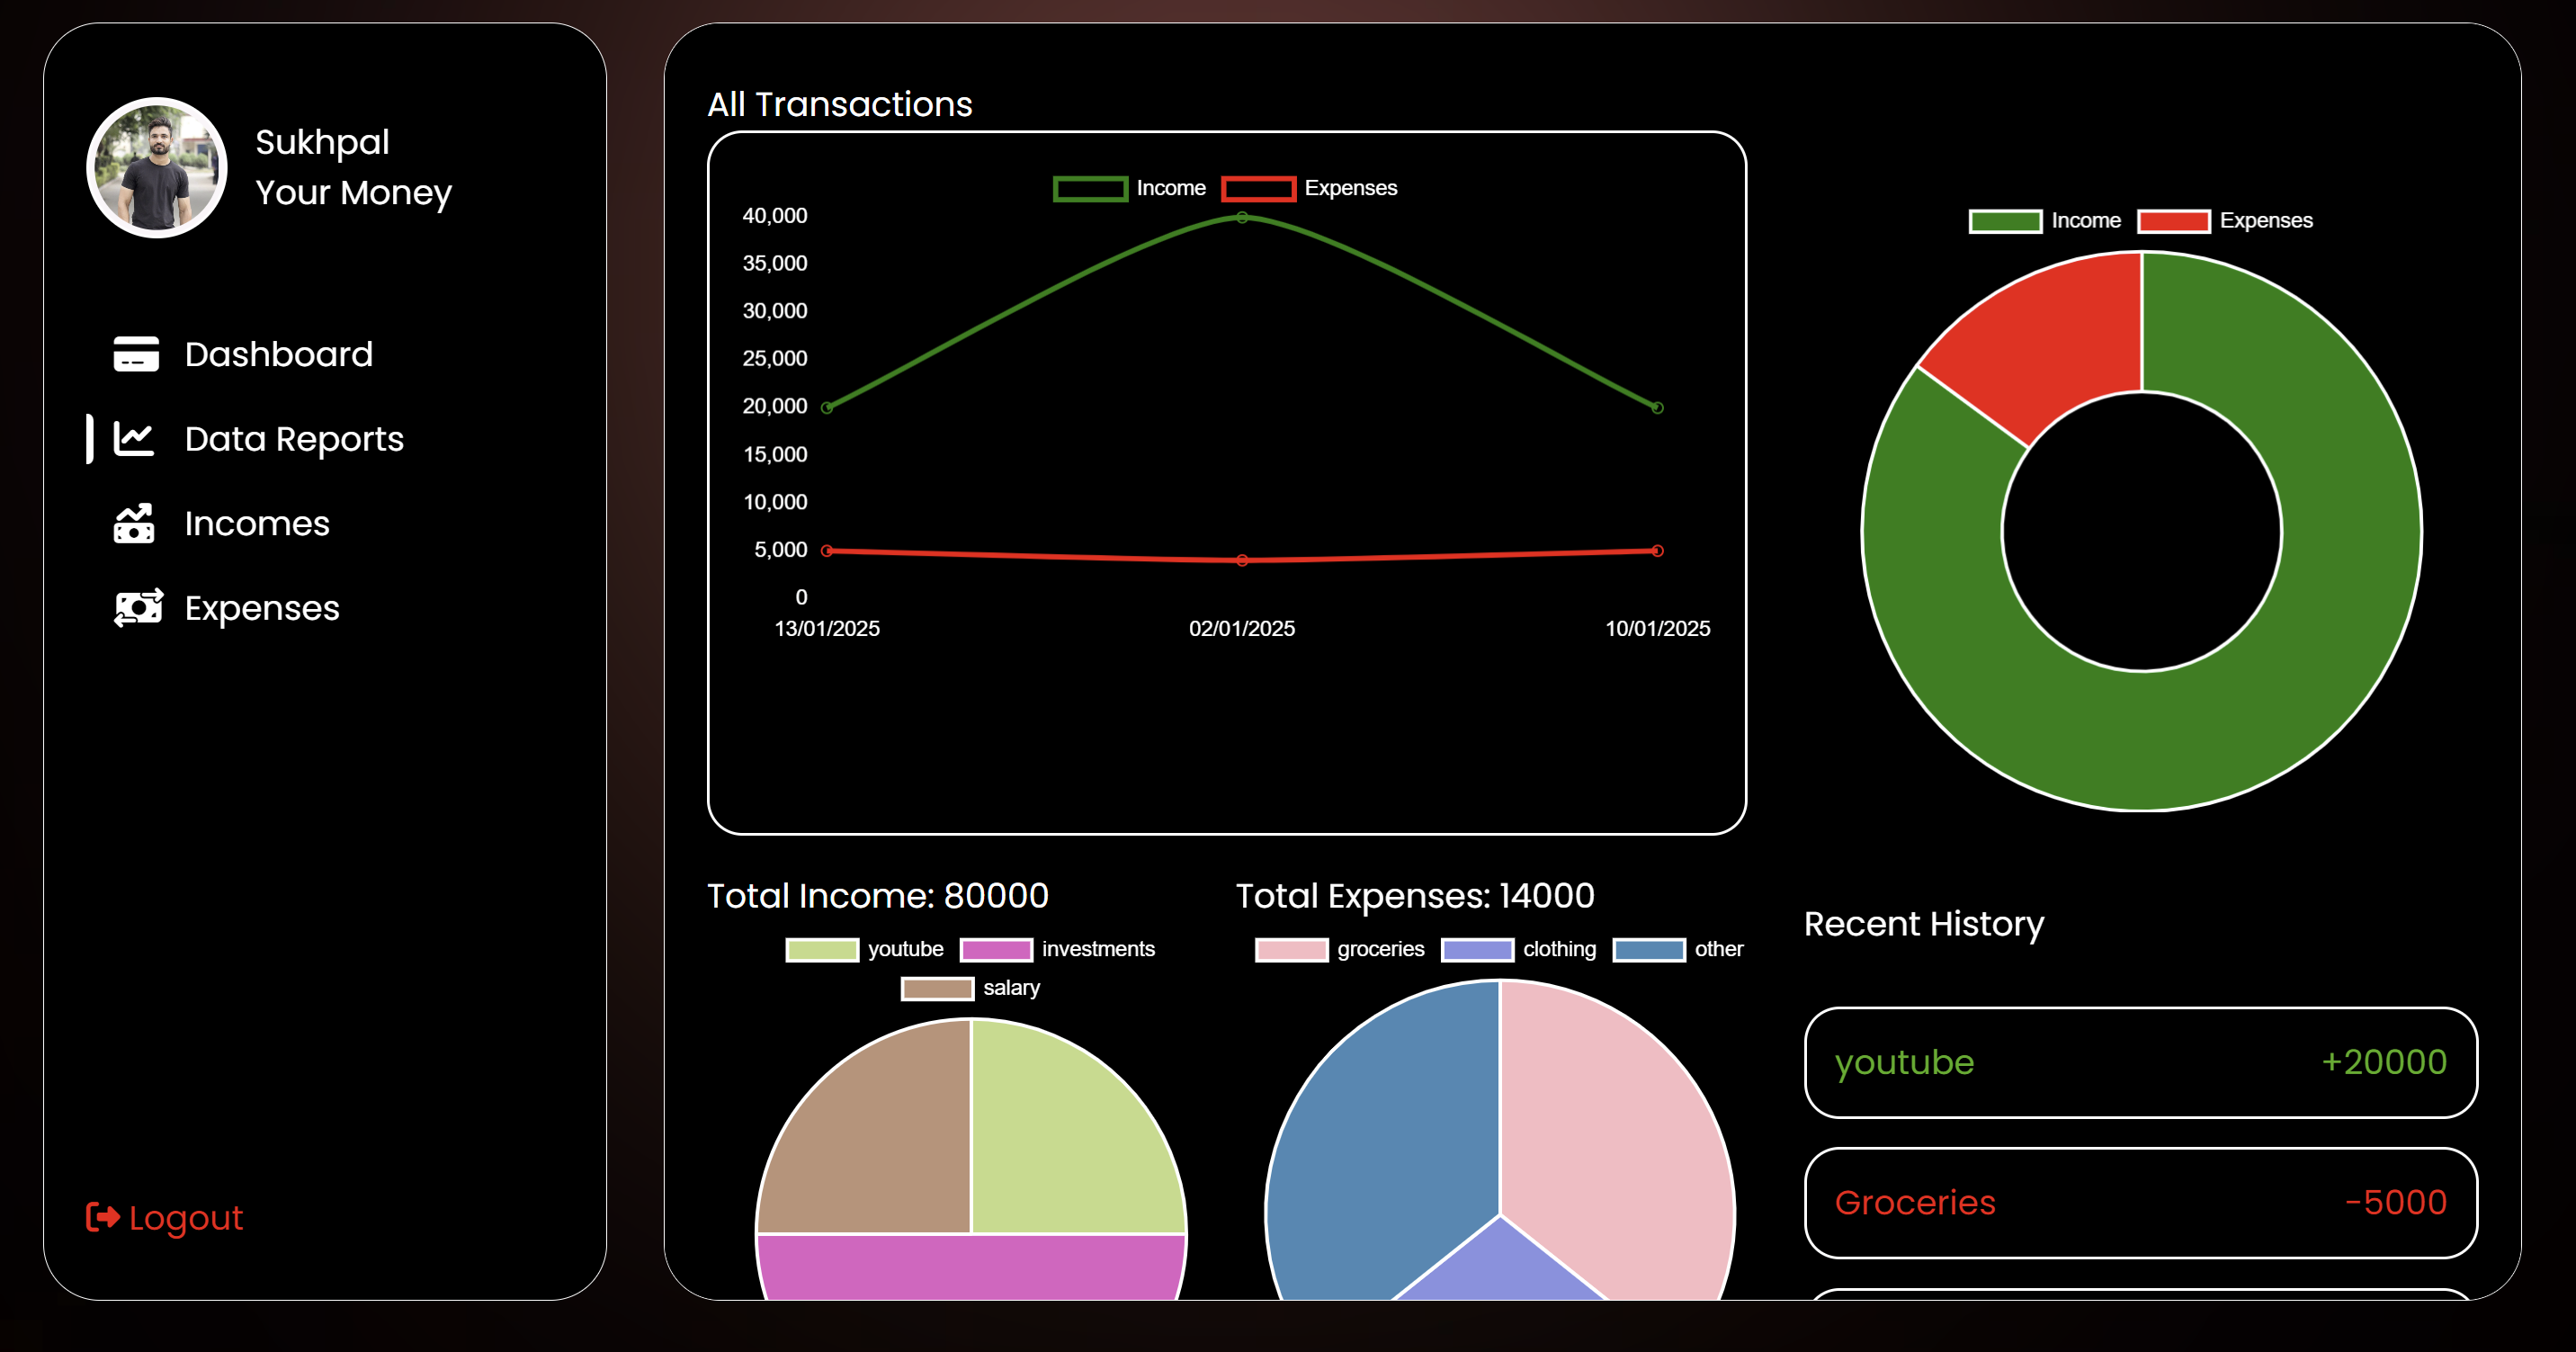 Sukhpal
Your Money
Dashboard
Data Reports
Incomes
Expenses
Logout
All Transactions
Income Expenses
40,000
35,000
30,000
25,000
20,000
15,000
10,000
5,000
0
13/01/2025 02/01/2025 10/01/2025
Income Expenses
Total Income: 80000
youtube investments
salary
Total Expenses: 14000
groceries clothing other
Recent History
youtube +20000
Groceries -5000